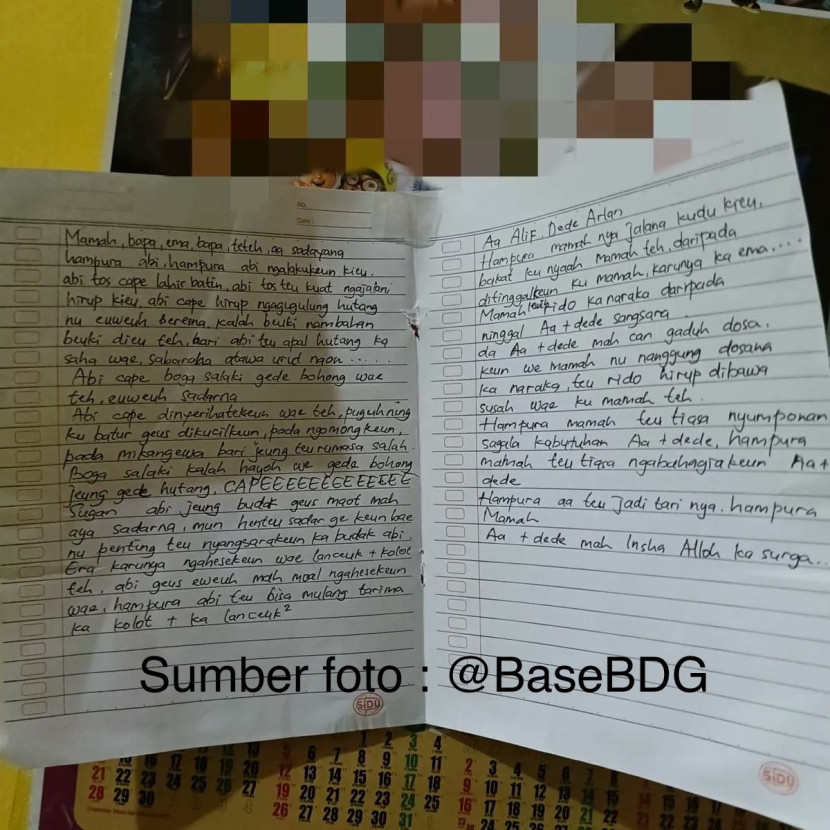 No.
Date:
Mamah, bapa, ema, bapa, teteh, aa sadayana
hampura abi, hampura abi ngalakukeun kieu.
abi tos cape lahir batin, abi tos teu kuat ngajalani
hirup kieu, abi cape hirup ngagugulung hutang
nu euweuh beresna, kalah beuki nambahan
beuki dieu teh, bari abi teu apal hutang ka
saha wae, sabaraha atawa urut naon ......
Abi cape boga salaki gede bohong wae
teh, euweuh sadarna
Abi cape dinyerihatekeun wae teh, puguh ning
ku batur geus dikucilkeun, pada ngomongkeun,
pada mikangewa bari jeung teu rumasa salah.
Boga salaki kalah hayoh we gede bohong
jeung gede hutang, CAPEEEEEEEEEEEE
Sugan abi jeung budak geus maot mah
aya sadarna, mun henteu sadar ge keun bae
nu penting teu nyangsarakeun ka budak abi
Era karunya ngahesekeun wae lanceuk + kolot
teh, abi geus eweuh mah moal ngahesekeun
wae, hampura abi teu bisa mulang tarima
ka kolot + ka lanceuk²
SIDU
Aa Alif, Dede Arlan
Hampura mamah nya jalana kudu kieu,
bakat ku nyaah mamah teh, daripada
ditinggalkeun ku mamah, karunya ka ema....
Mamah rido ka naraka daripada
ninggal Aa + dede sangsara
da Aa + dede mah can gaduh dosa,
keun we mamah nu nanggung dosana
ka naraka, teu rido hirup dibawa
susah wae ku mamah teh.
Hampura mamah teu tiasa nyumponan
sagala kabutuhan Aa + dede, hampura
mamah teu tiasa ngabahagiakeun Aa +
dede
Hampura aa teu jadi tari nya, hampura
Mamah
Aa + dede mah Insha Alloh ka surga...
SIDU
Sumber foto : @BaseBDG